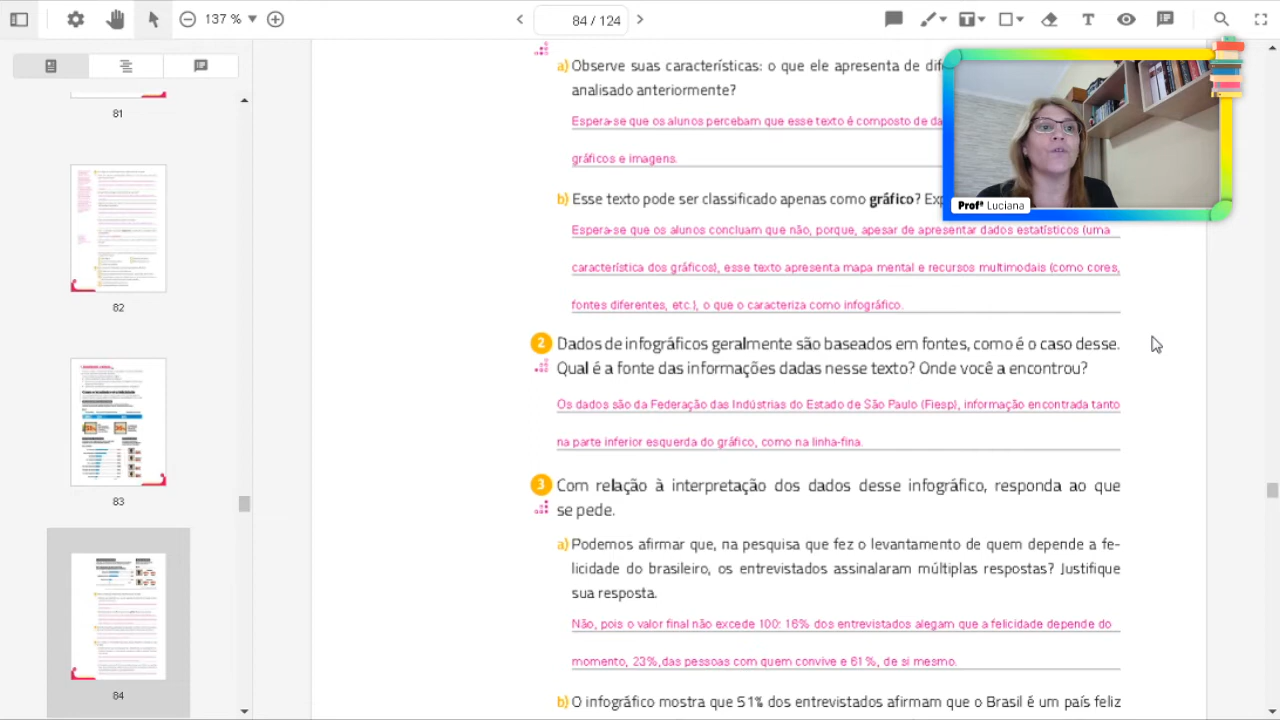 137 %
84 / 124
81
82
83
84
a) Observe suas características: o que ele apresenta de
analisado anteriormente?
Espera-se que os alunos percebam que esse texto é composto de
gráficos e imagens.
b) Esse texto pode ser classificado apenas como gráfico?
Profª Luciana
Espera-se que os alunos concluam que não, porque, apesar de apresentar dados estatísticos (uma
característica dos gráficos), esse texto apresenta mapa mental e recursos multimodais (como cores,
fontes diferentes, etc.), o que o caracteriza como infográfico.
2 Dados de infográficos geralmente são baseados em fontes, como é o caso desse.
Qual é a fonte das informações dadas nesse texto? Onde você a encontrou?
Os dados são da Federação das Indústrias do Estado de São Paulo (Fiesp), informação encontrada tanto
na parte inferior esquerda do gráfico, como na linha-fina.
3 Com relação à interpretação dos dados desse infográfico, responda ao que
se pede.
a) Podemos afirmar que, na pesquisa que fez o levantamento de quem depende a fe-
licidade do brasileiro, os entrevistados assinalaram múltiplas respostas? Justifique
sua resposta.
Não, pois o valor final não excede 100: 16% dos entrevistados alegam que a felicidade depende do
momento, 23%, das pessoas com quem convive e 61%, de si mesmo.
b) O infográfico mostra que 51% dos entrevistados afirmam que o Brasil é um país feliz